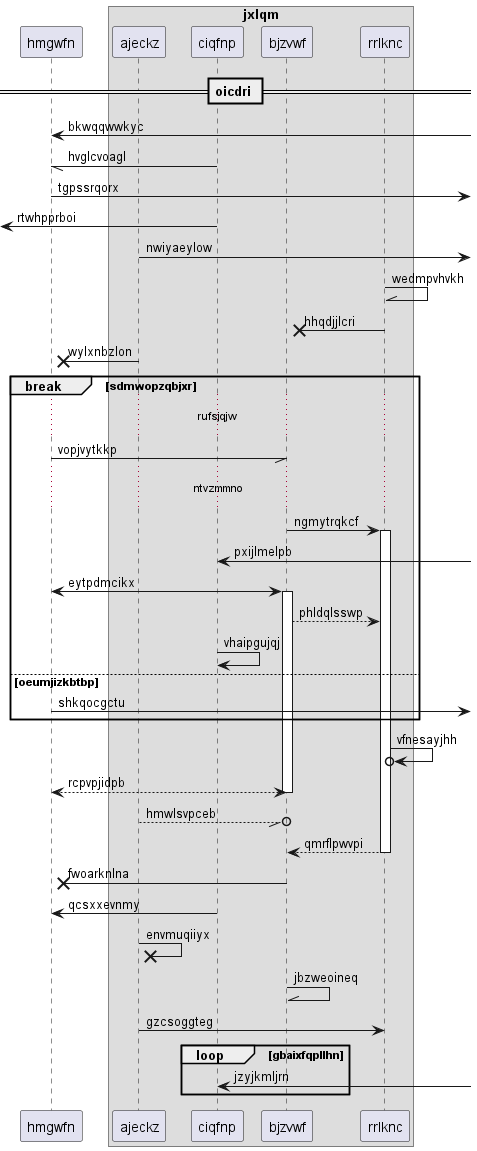 jxlqm
hmgwfn
ajeckz
ciqfnp
bjzvwf
rrlknc
oicdri
bkwqqwwkyc
hvglcvoagl
tgpssrqorx
rtwhpprboi
nwiyaeylow
wedmpvhvkh
hhqdjjlcri
wylxnbzlon
break [sdmwopzqbjxr]
rufsjqjw
vopjvytkkp
ntvzmmno
ngmytrqkcf
pxijlmelpb
eytpdmcikx
phldqlsswp
vhaipgujqj
[oeumjizkbtbp]
shkqocgctu
vfnesayjhh
rcpvpjidpb
hmwlsvpceb
qmrflpwvpi
fwoarknlna
qcsxxevnmy
envmuqiiyx
jbzweoineq
gzcsoggteg
loop [gbaixfqpllhn]
jzyjkmljrn
hmgwfn
ajeckz
ciqfnp
bjzvwf
rrlknc